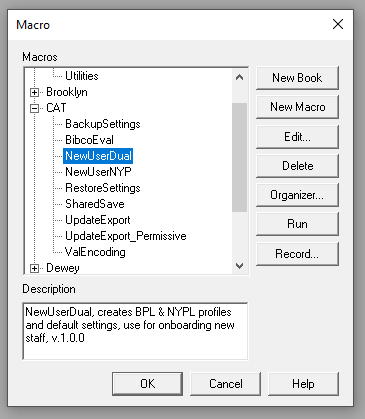 Macro
Macros
Utilities
Brooklyn
CAT
BackupSettings
BibcoEval
NewUserDual
NewUserNYP
RestoreSettings
SharedSave
UpdateExport
UpdateExport_Permissive
ValEncoding
Dewey
New Book
New Macro
Edit...
Delete
Organizer...
Run
Record...
Description
NewUserDual, creates BPL & NYPL profiles
and default settings, use for onboarding new
staff, v.1.0.0
OK
Cancel
Help